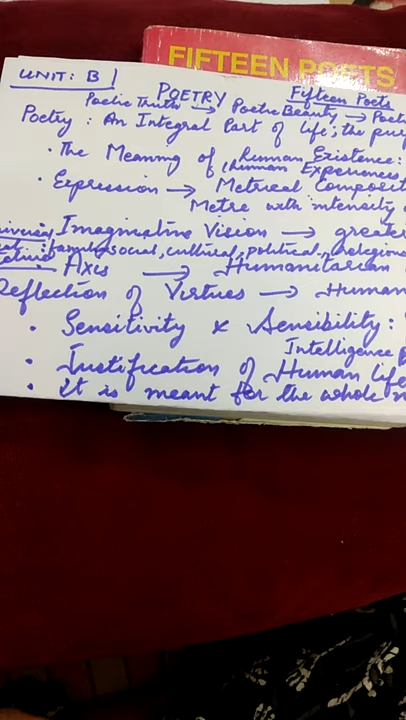 FIFTEEN POETS
UNIT: B 1
POETRY Fifteen Poets
Poetic Truth → Poetic Beauty → Poet
Poetry : An Integral Part of life, the pur
· The Meaning of Human Existence:
Human Experiences
· Expression → Metrical Composit
Metre with intensity
Imaginative Vision → greater
family, social, cultural, political, religiou
Axis → Humanitarian
Reflection of Virtues → Human
· Sensitivity & Sensibility:
Intelligence
· Justification of Human life
· It is meant for the whole